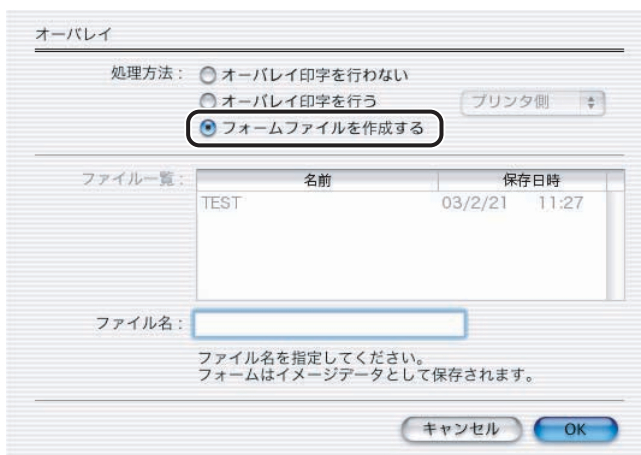 オーバレイ
処理方法： オーバレイ印字を行わない
オーバレイ印字を行う プリンタ側
フォームファイルを作成する
ファイル一覧： 名前 保存日時
TEST 03/2/21 11:27
ファイル名：
ファイル名を指定してください。
フォームはイメージデータとして保存されます。
キャンセル OK